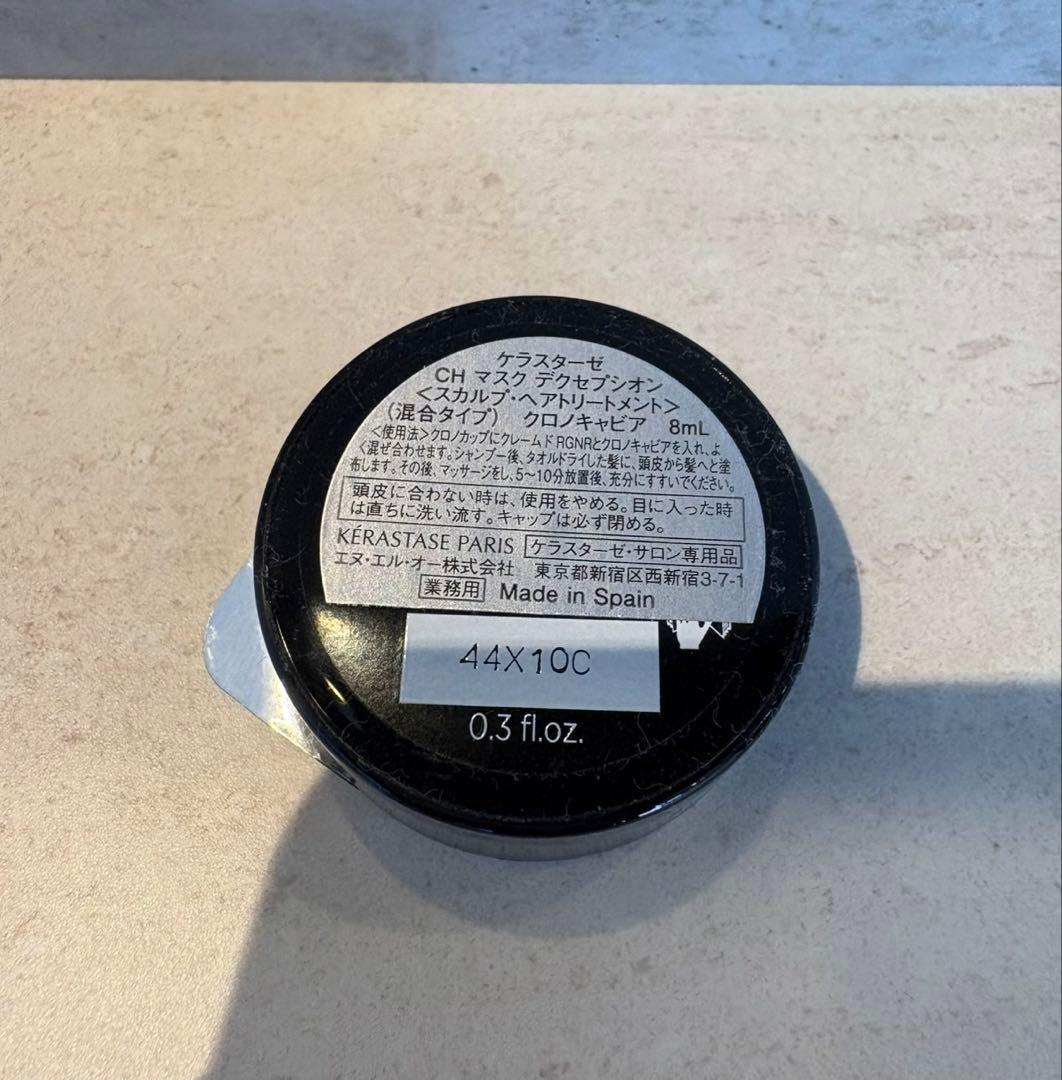 ケラスターゼ
CH マスク デクセプシオン
<スカルプ・ヘアトリートメント>
(混合タイプ) クロノキャビア 8mL
<使用法>クロノカップにクレームド RGNRとクロノキャビアを入れ、よ
く混ぜ合わせます。シャンプー後、タオルドライした髪に、頭皮から髪へと塗
布します。その後、マッサージをし、5〜10分放置後、充分にすすいでください。
頭皮に合わない時は、使用をやめる。目に入った時
は直ちに洗い流す。キャップは必ず閉める。
KÉRASTASE PARIS ケラスターゼ・サロン専用品
エヌ・エル・オー株式会社 東京都新宿区西新宿3-7-1
業務用 Made in Spain
44X10C
0.3 fl.oz.